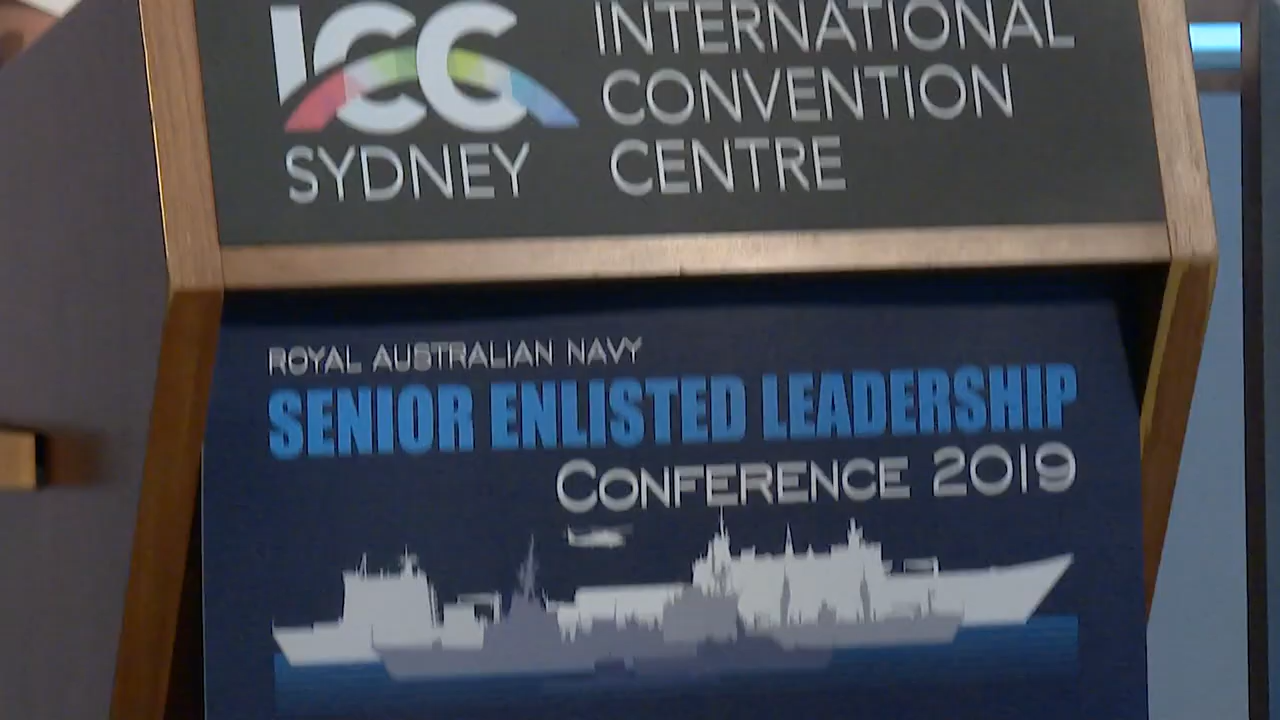 ICC
SYDNEY
INTERNATIONAL
CONVENTION
CENTRE
ROYAL AUSTRALIAN NAVY
SENIOR ENLISTED LEADERSHIP
CONFERENCE 2019